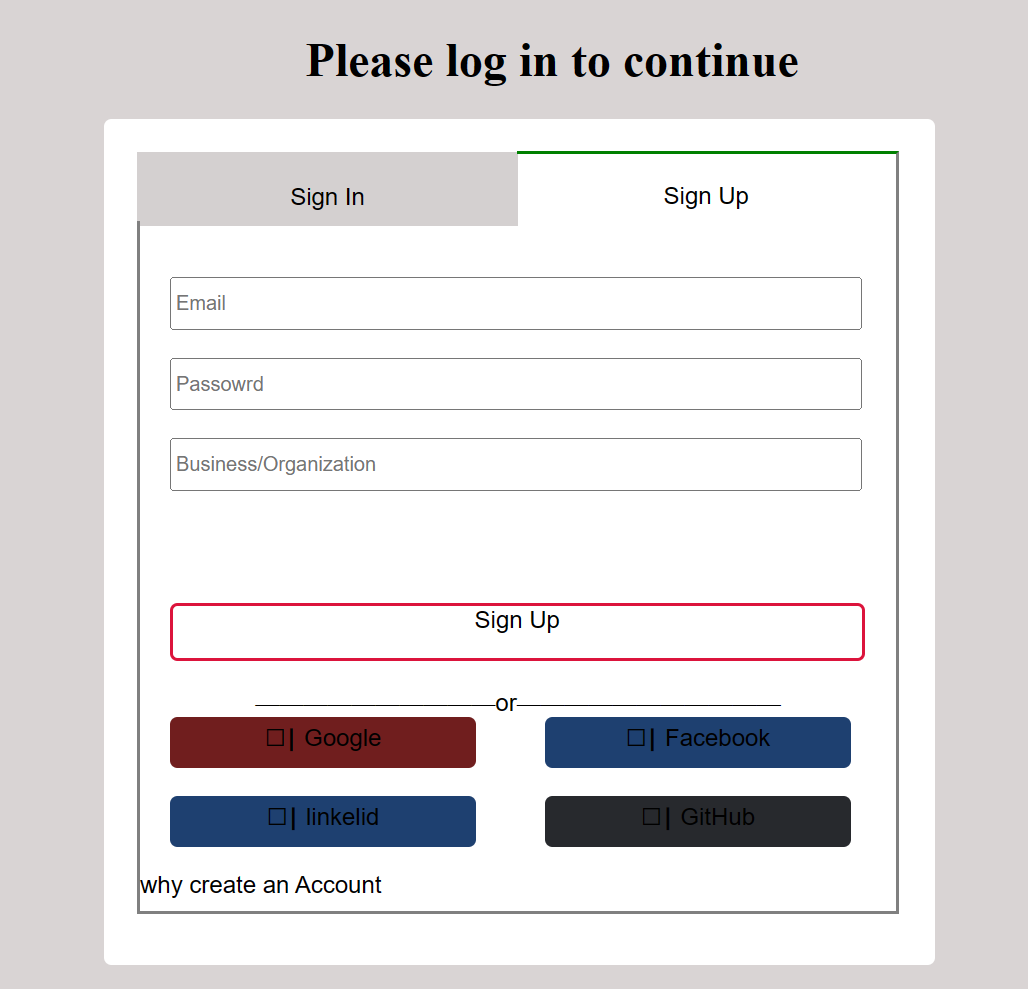 Please log in to continue
Sign In
Sign Up
Email
Passowrd
Business/Organization
Sign Up
or
| Google
| Facebook
| linkelid
| GitHub
why create an Account